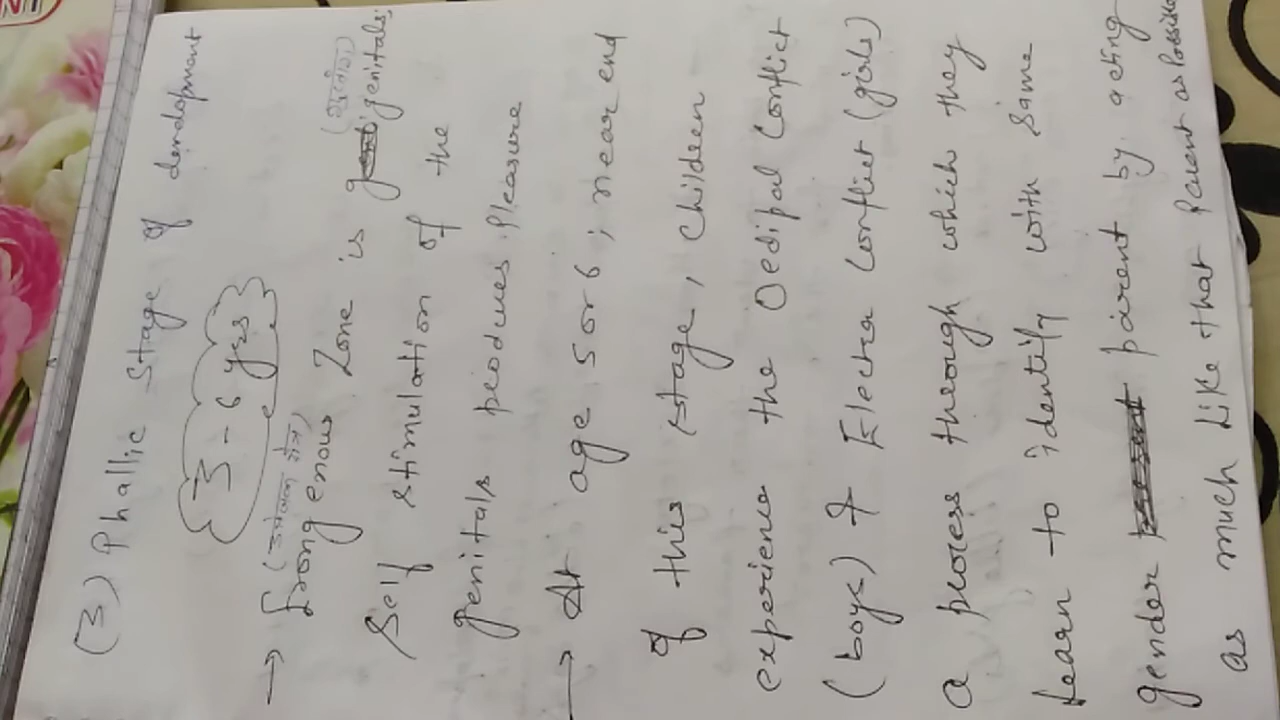 (3) Phallic Stage of development
3 - 6 yrs
(उत्तेजना क्षेत्र) (जननांग)
→ Erongenous Zone is genitals;
Self stimulation of the
genitals produces pleasure
→ At age 5 or 6, near end
of this stage, children
experience the Oedipal Conflict
(boys) & Electra Conflict (girls)
a process through which they
learn to identify with same
gender parent by acting
as much like that parent as possible